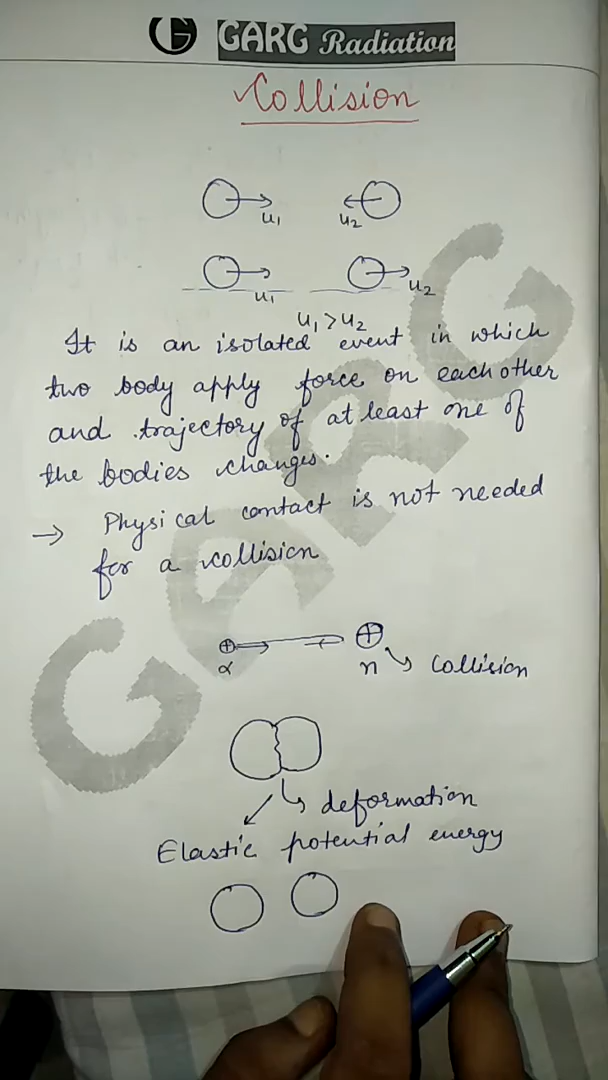 G GARG Radiation
Collision
u₁ u₂
u₁ u₂
u₁ > u₂
It is an isolated event in which
two body apply force on each other
and trajectory of at least one of
the bodies changes.
→ Physical contact is not needed
for a collision
+ +
α n Collision
deformation
Elastic potential energy
GARG